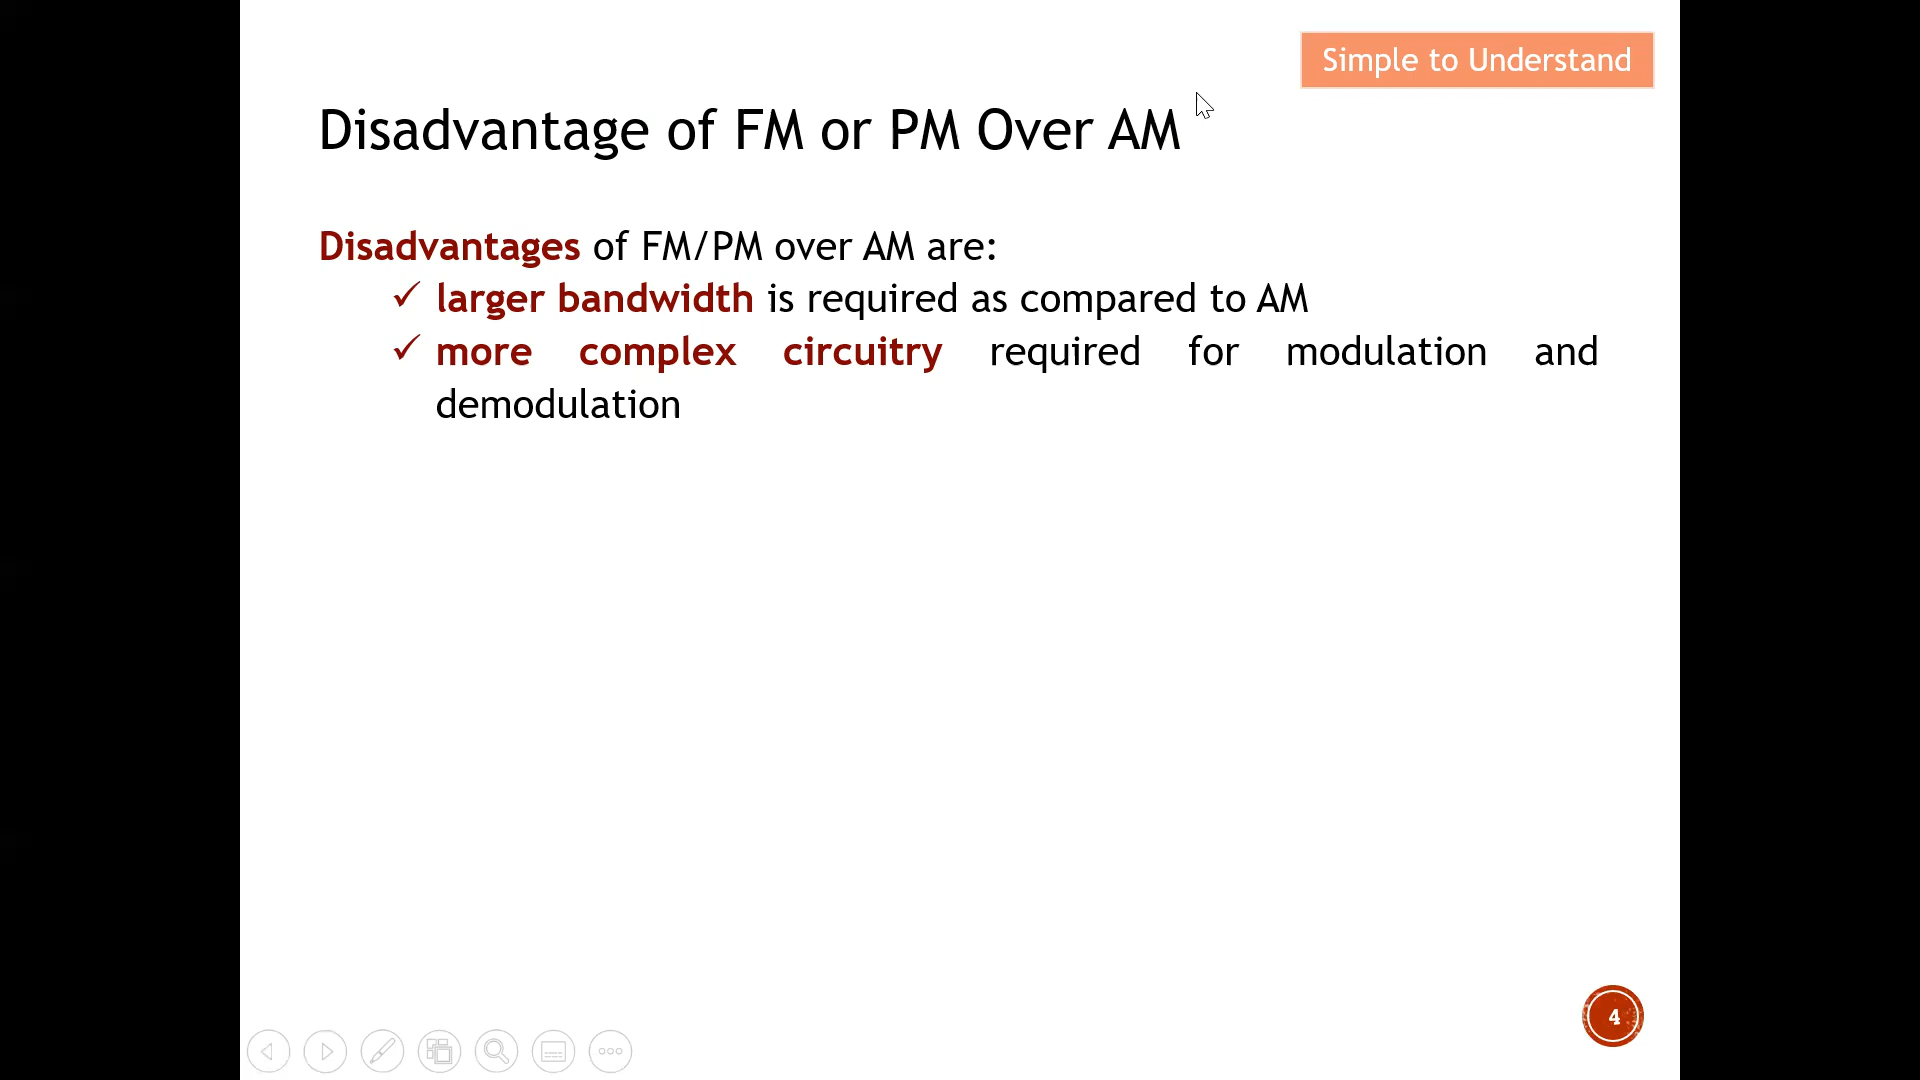 Simple to Understand
Disadvantage of FM or PM Over AM
Disadvantages of FM/PM over AM are:
✓ larger bandwidth is required as compared to AM
✓ more complex circuitry required for modulation and
demodulation
4